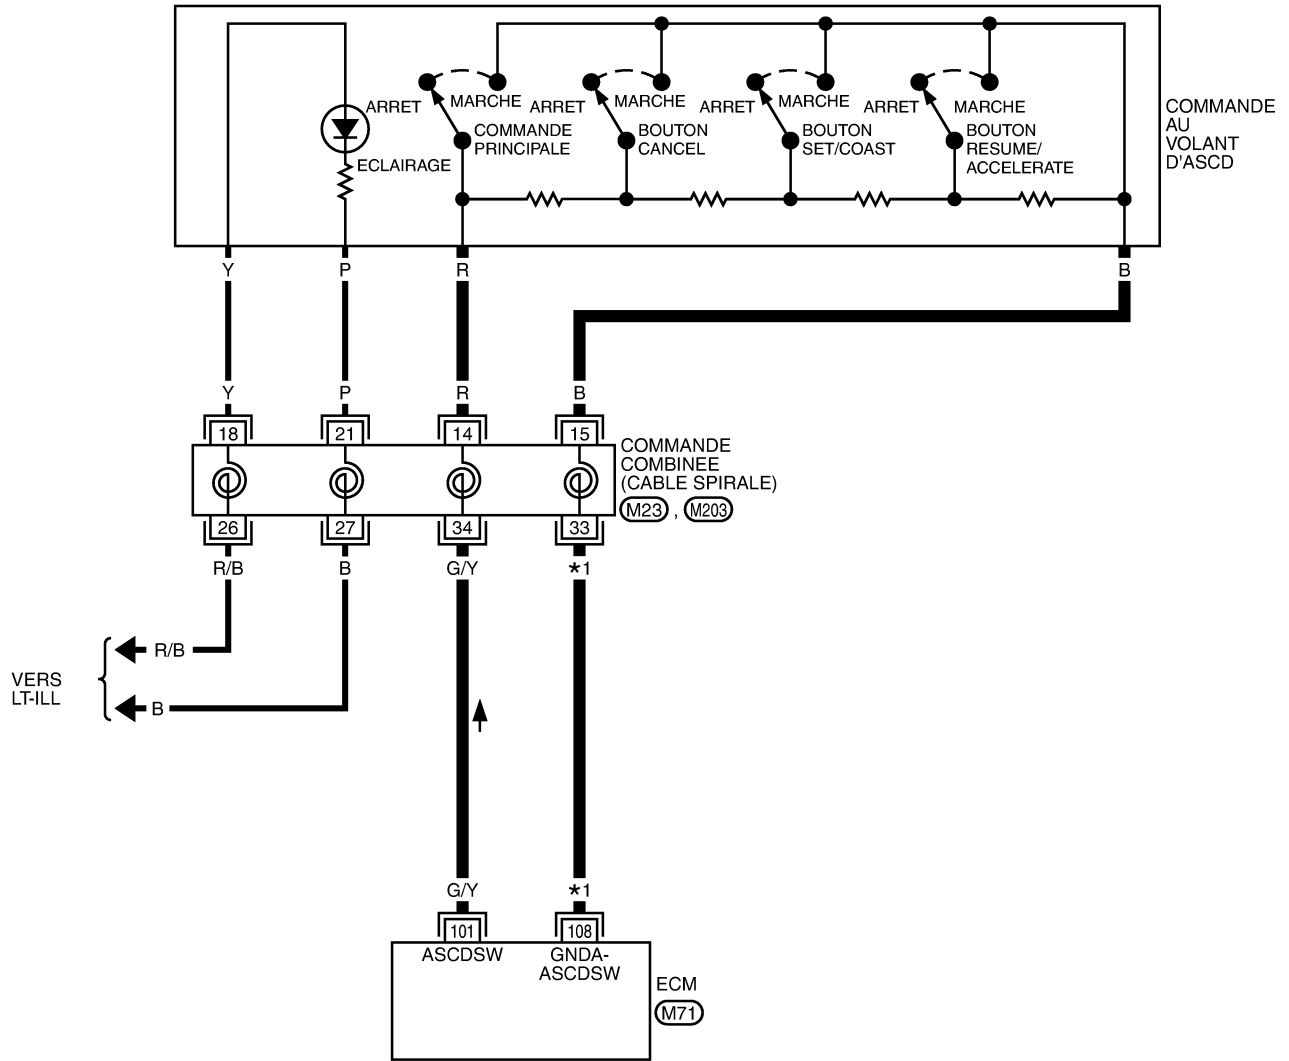 ARRET MARCHE ARRET MARCHE ARRET MARCHE ARRET MARCHE
COMMANDE
PRINCIPALE
BOUTON
CANCEL
BOUTON
SET/COAST
BOUTON
RESUME/
ACCELERATE
ECLAIRAGE
COMMANDE
AU
VOLANT
D'ASCD
Y P R B
Y P R B
18 21 14 15
COMMANDE
COMBINEE
(CABLE SPIRALE)
M23 , M203
26 27 34 33
R/B B G/Y *1
R/B
VERS
LT-ILL
B
G/Y *1
101 108
ASCDSW
GNDA-
ASCDSW
ECM
M71